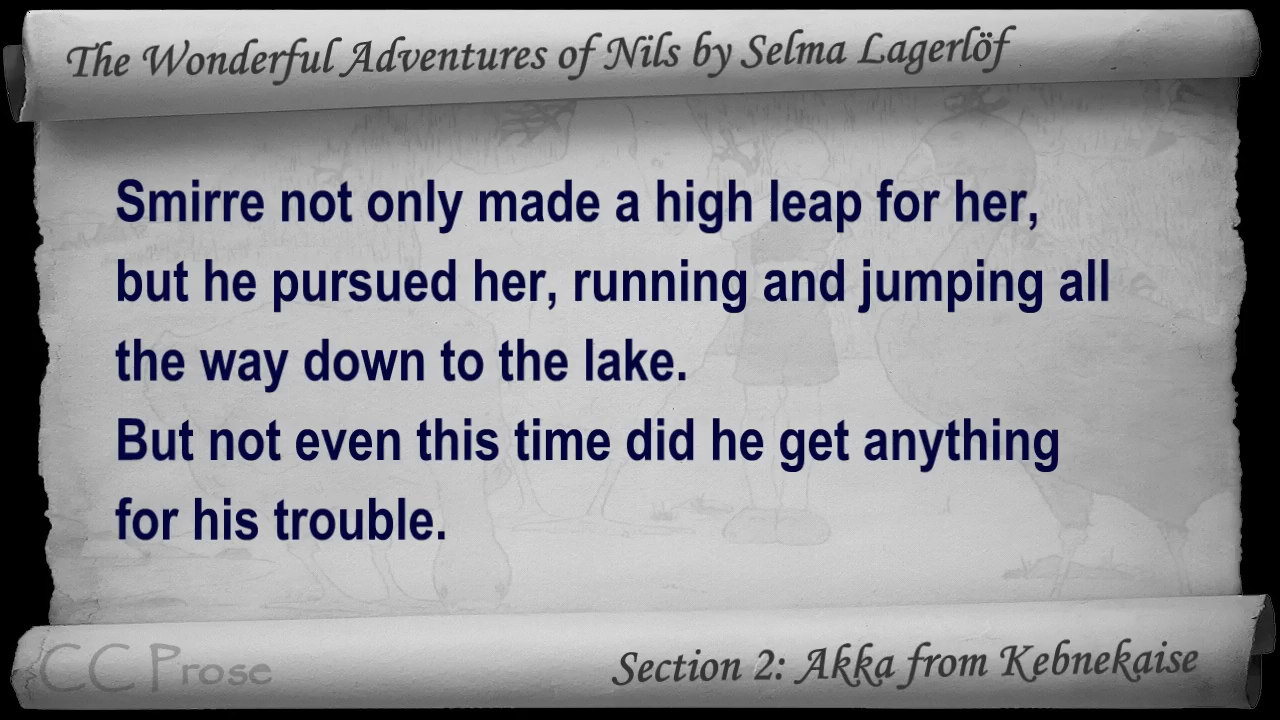 The Wonderful Adventures of Nils by Selma Lagerlöf
Smirre not only made a high leap for her,
but he pursued her, running and jumping all
the way down to the lake.
But not even this time did he get anything
for his trouble.
CC Prose
Section 2: Akka from Kebnekaise